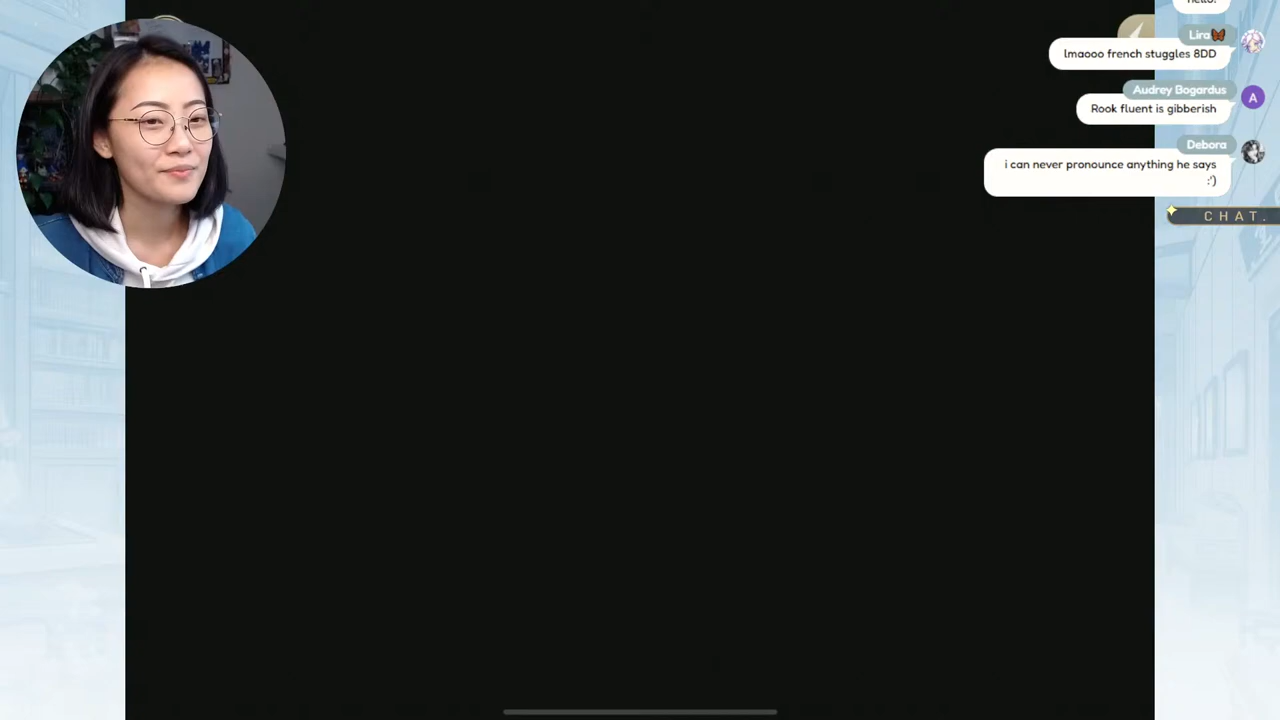 hello!
Lira🦋
lmaooo french stuggles 8DD
Audrey Bogardus
A
Rook fluent is gibberish
Debora
i can never pronounce anything he says
:')
CHAT.